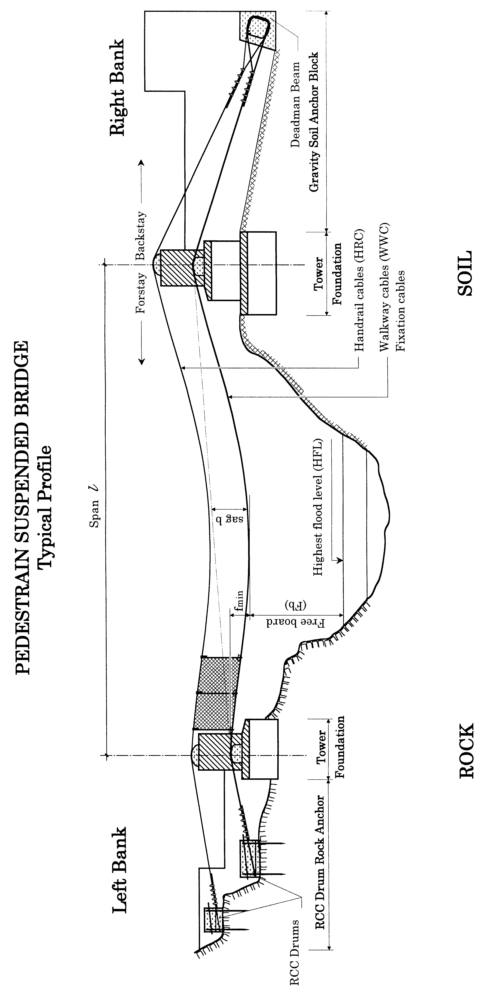 PEDESTRAIN SUSPENDED BRIDGE
Typical Profile
Span l
Left Bank
Right Bank
Forstay
Backstay
sag b
fmin
Free board
(Fb)
Highest flood level (HFL)
RCC Drums
RCC Drum Rock Anchor
Tower
Foundation
Tower
Foundation
Deadman Beam
Gravity Soil Anchor Block
Handrail cables (HRC)
Walkway cables (WWC)
Fixation cables
ROCK
SOIL